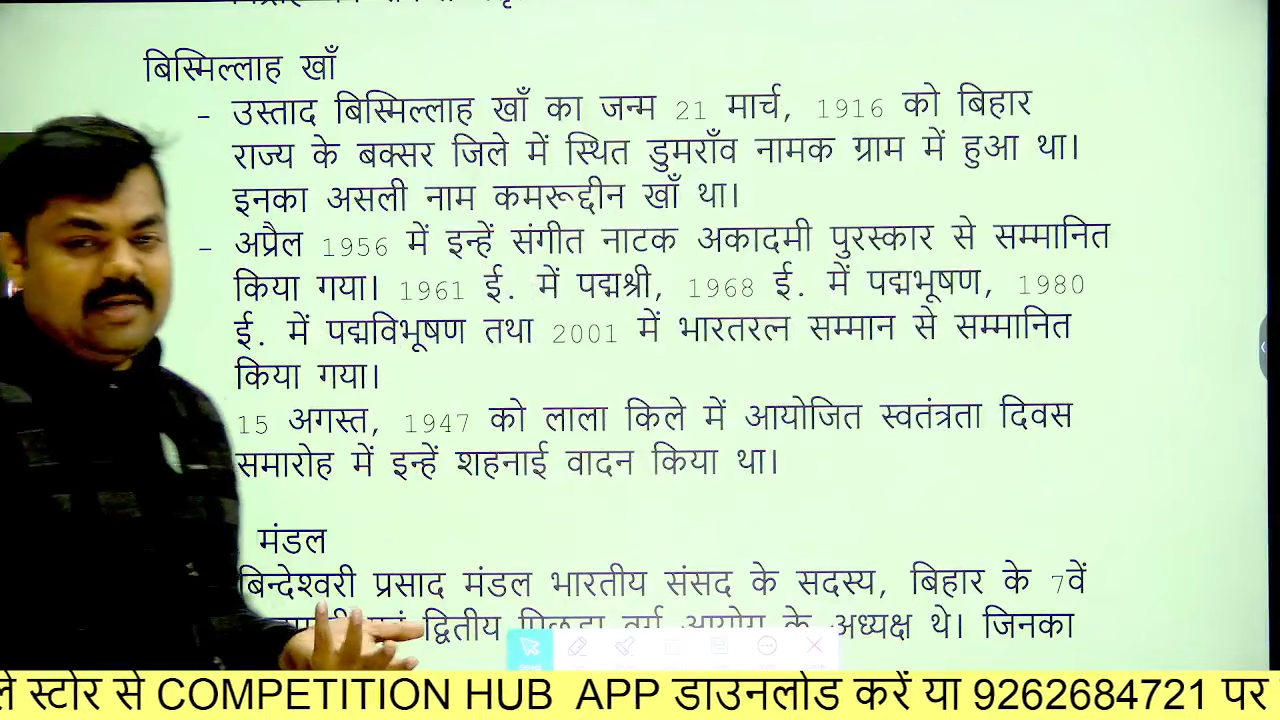 बिस्मिल्लाह खाँ
- उस्ताद बिस्मिल्लाह खाँ का जन्म 21 मार्च, 1916 को बिहार
राज्य के बक्सर जिले में स्थित डुमराँव नामक ग्राम में हुआ था।
इनका असली नाम कमरूद्दीन खाँ था।
- अप्रैल 1956 में इन्हें संगीत नाटक अकादमी पुरस्कार से सम्मानित
किया गया। 1961 ई. में पद्मश्री, 1968 ई. में पद्मभूषण, 1980
ई. में पद्मविभूषण तथा 2001 में भारतरत्न सम्मान से सम्मानित
किया गया।
15 अगस्त, 1947 को लाला किले में आयोजित स्वतंत्रता दिवस
समारोह में इन्हें शहनाई वादन किया था।
मंडल
बिन्देश्वरी प्रसाद मंडल भारतीय संसद के सदस्य, बिहार के 7वें
द्वितीय पिछड़ा वर्ग आयोग के अध्यक्ष थे। जिनका
स्टोर से COMPETITION HUB APP डाउनलोड करें या 9262684721 पर